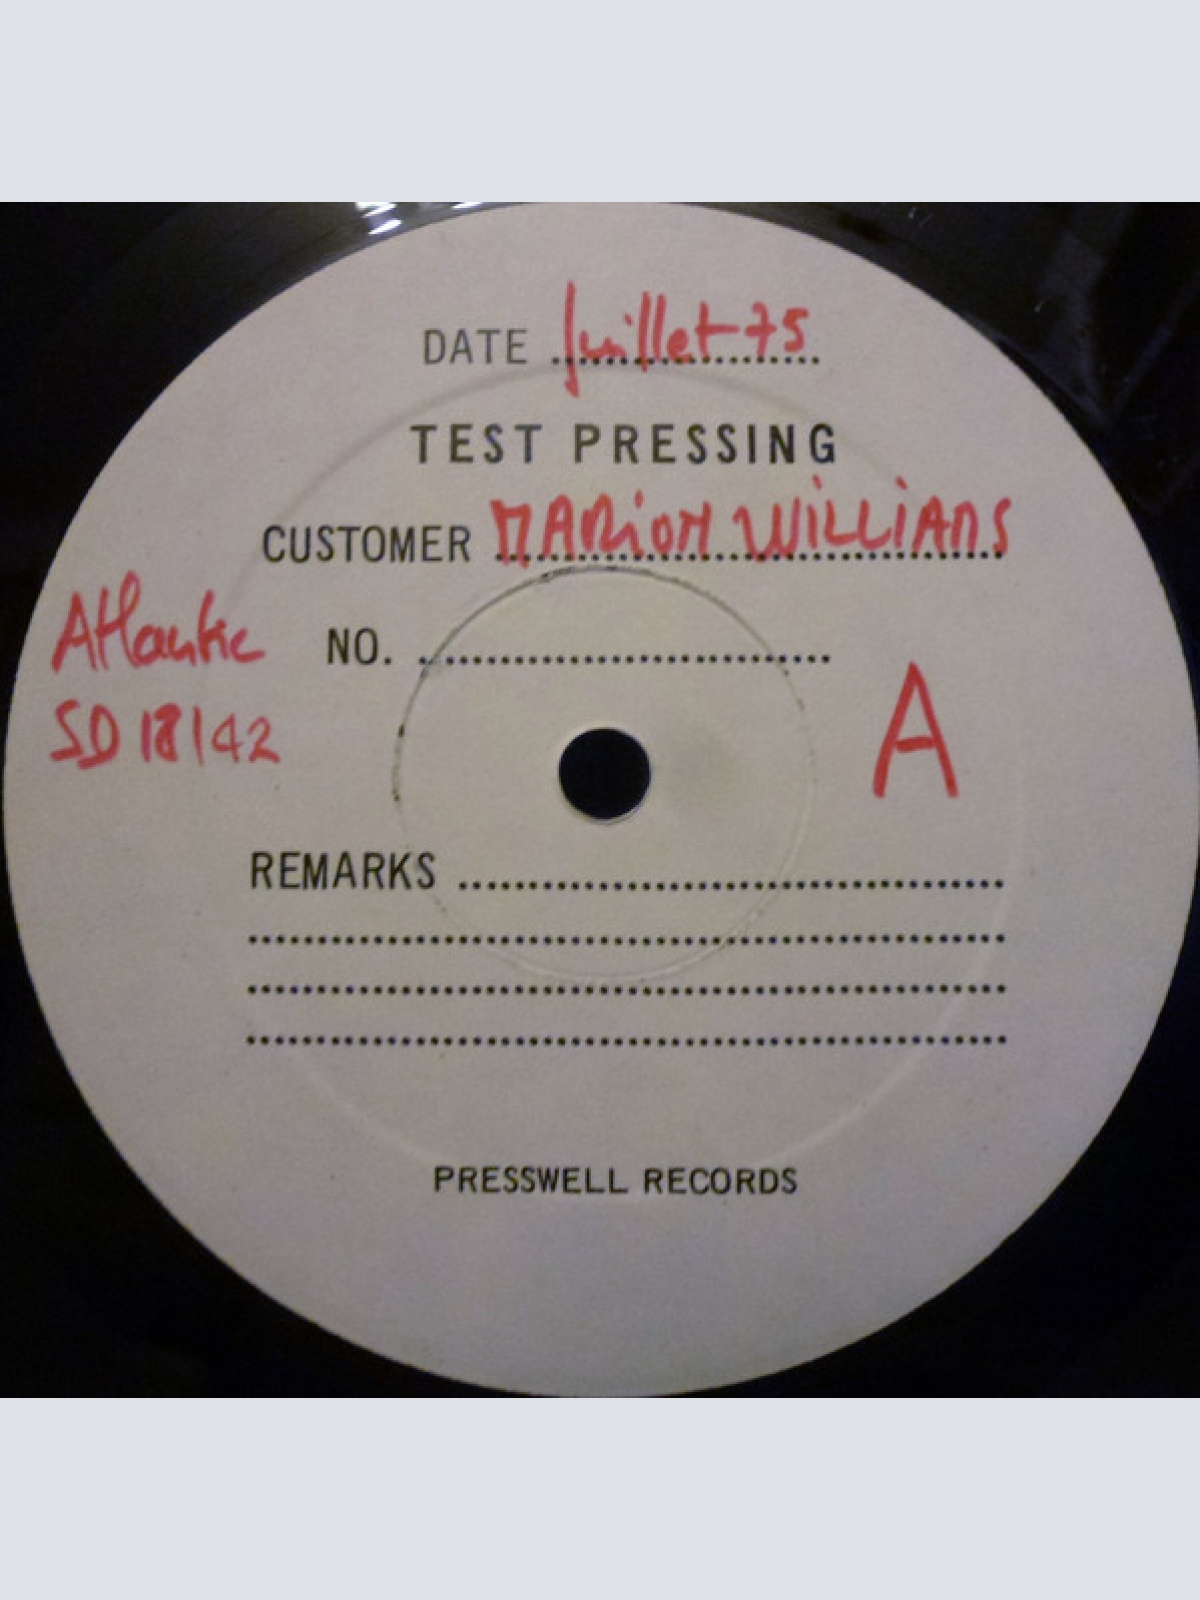 DATE Juillet 75
TEST PRESSING
CUSTOMER MARION WILLIAMS
Atlantic
NO.
SD 18142
A
REMARKS
PRESSWELL RECORDS